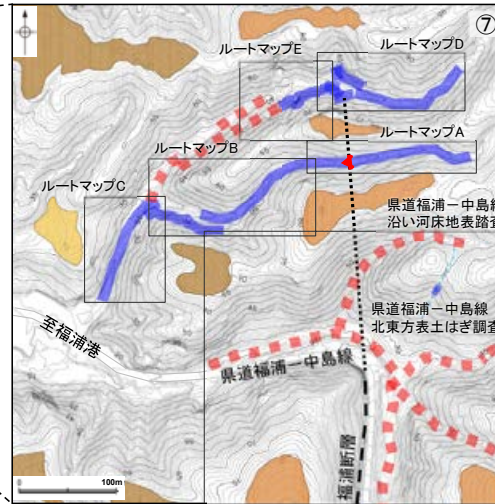 ⑦
ルートマップD
ルートマップE
ルートマップA
ルートマップB
ルートマップC
県道福浦－中島線
沿い河床地表踏査
県道福浦－中島線
北東方表土はぎ調査
至福浦港
県道福浦－中島線
福浦断層
0 100m